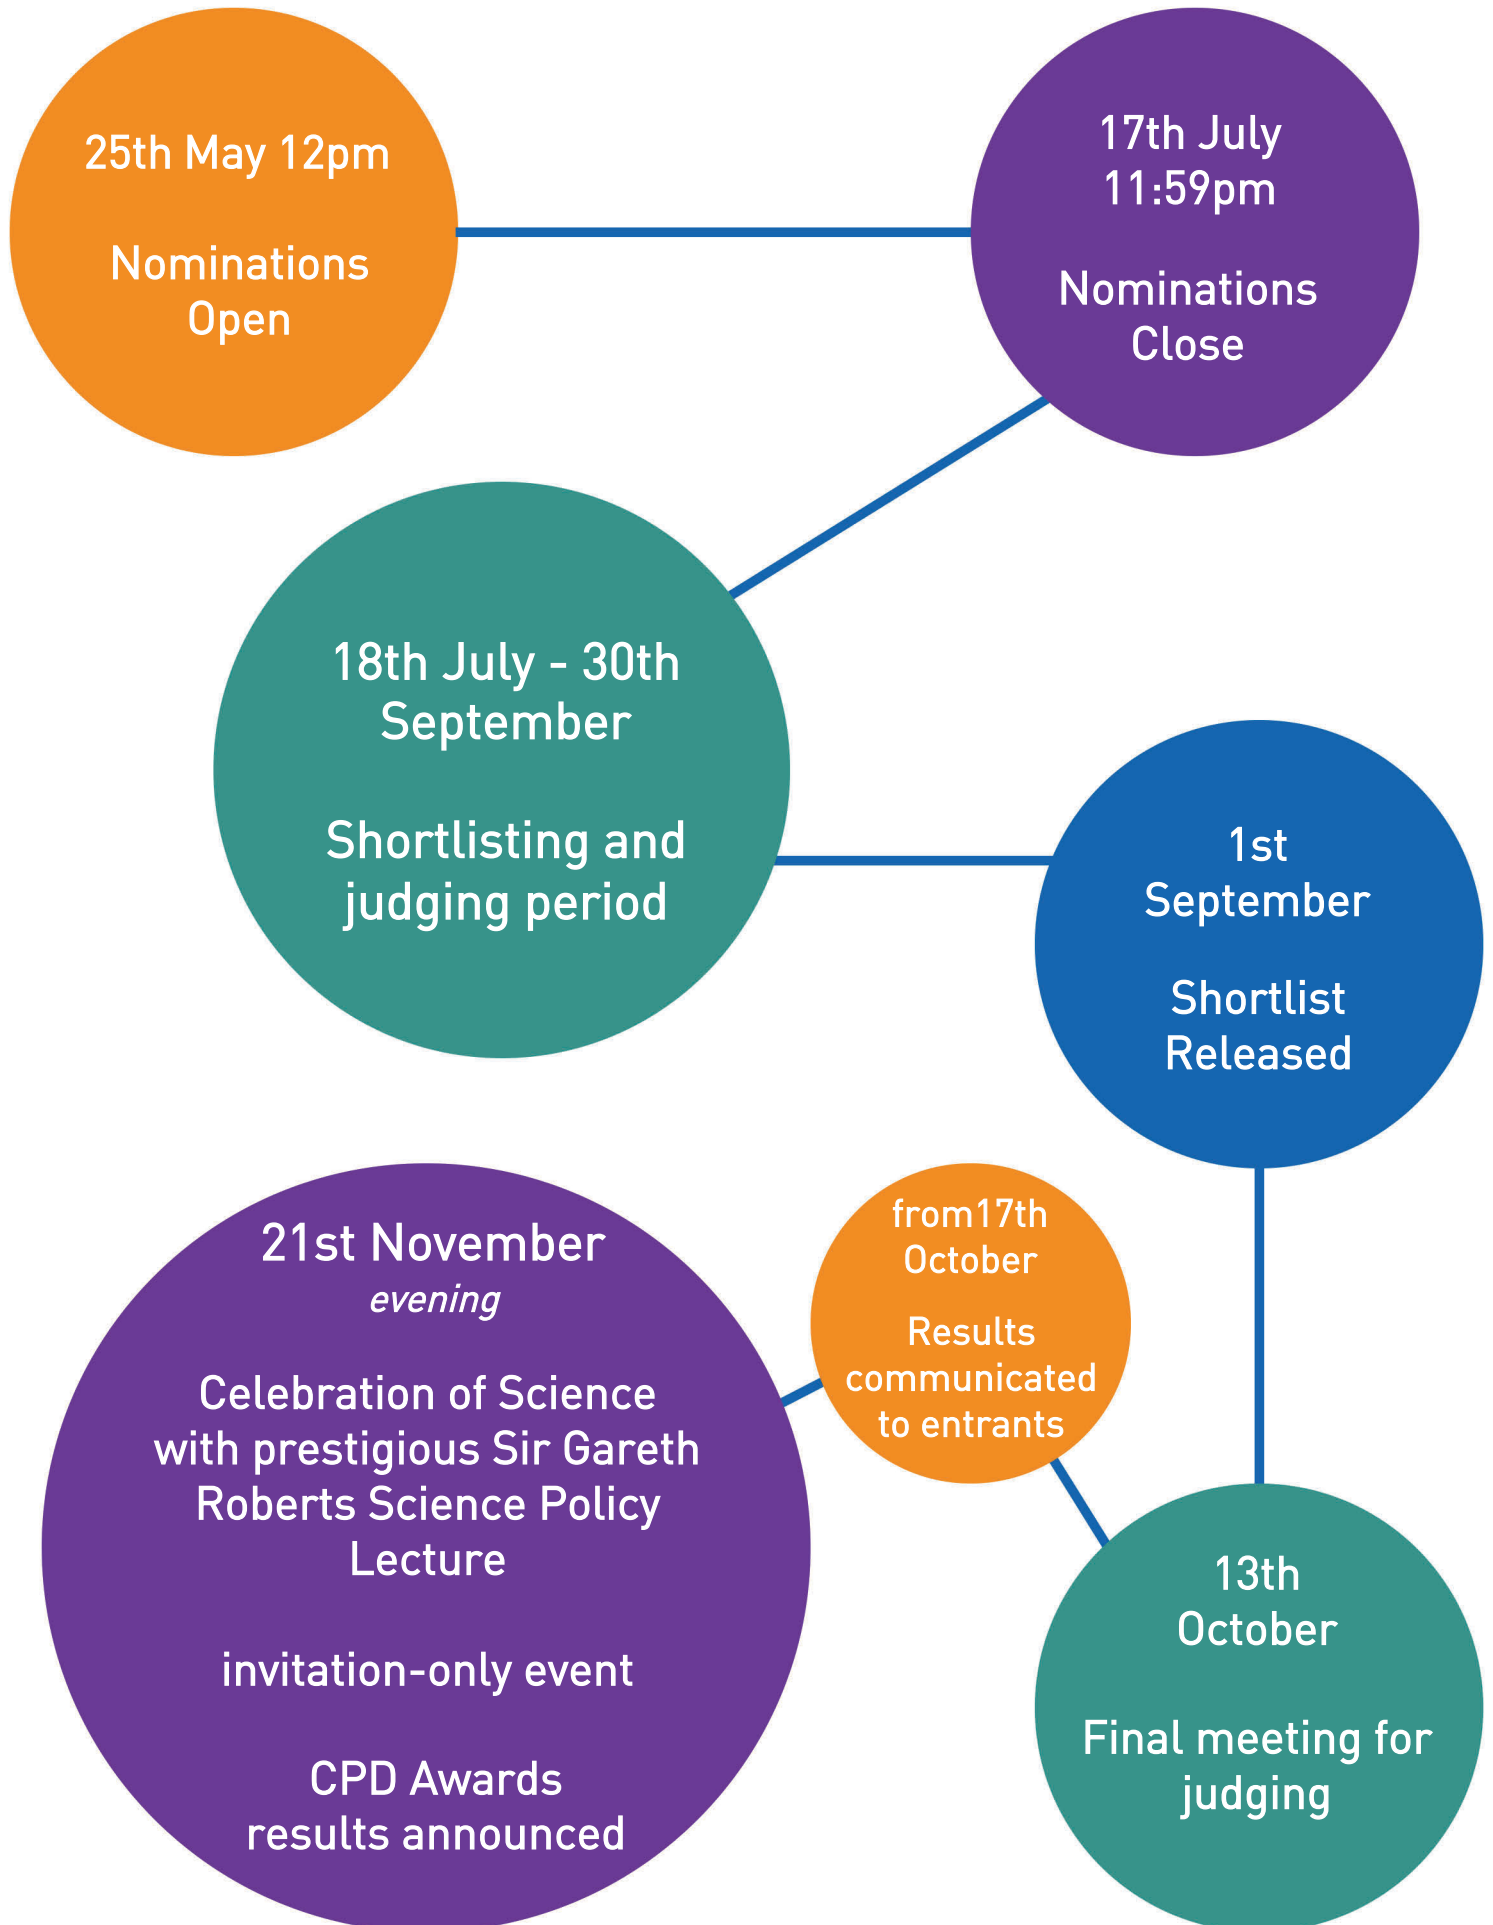 25th May 12pm
Nominations
Open
17th July
11:59pm
Nominations
Close
18th July - 30th
September
Shortlisting and
judging period
1st
September
Shortlist
Released
13th
October
Final meeting for
judging
from17th
October
Results
communicated
to entrants
21st November
evening
Celebration of Science
with prestigious Sir Gareth
Roberts Science Policy
Lecture
invitation-only event
CPD Awards
results announced